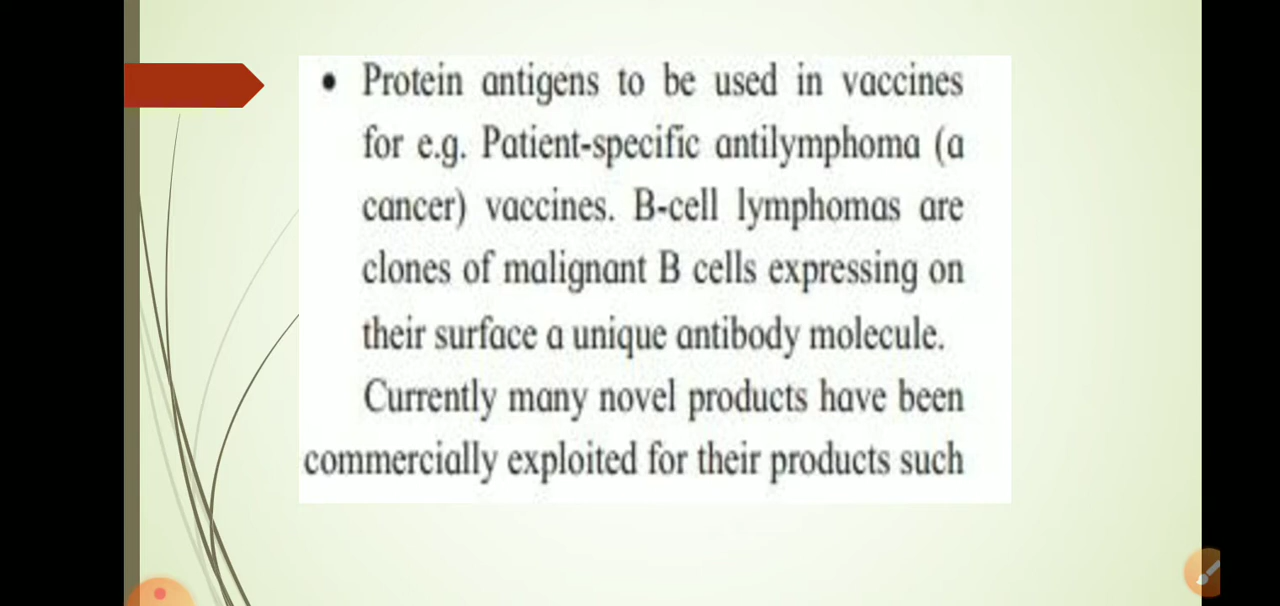 • Protein antigens to be used in vaccines
for e.g. Patient-specific antilymphoma (a
cancer) vaccines. B-cell lymphomas are
clones of malignant B cells expressing on
their surface a unique antibody molecule.
Currently many novel products have been
commercially exploited for their products such